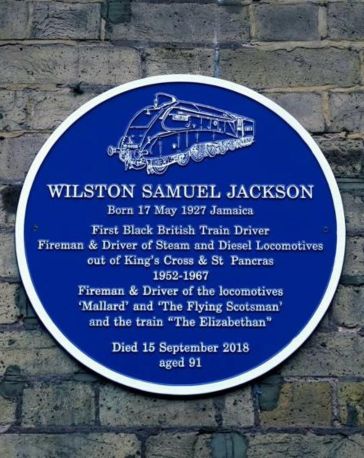 WILSTON SAMUEL JACKSON
Born 17 May 1927 Jamaica
First Black British Train Driver
Fireman & Driver of Steam and Diesel Locomotives
out of King's Cross & St Pancras
1952-1967
Fireman & Driver of the locomotives
'Mallard' and 'The Flying Scotsman'
and the train "The Elizabethan"
Died 15 September 2018
aged 91